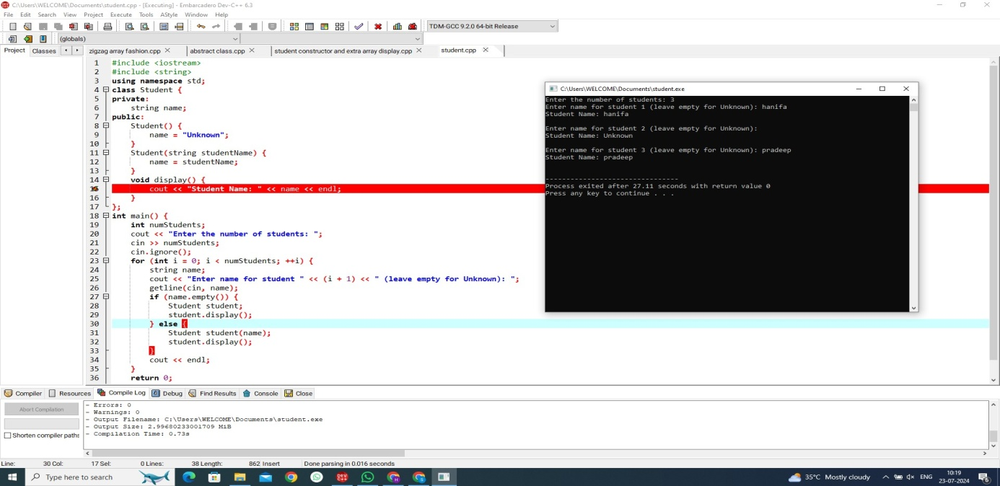 C:\Users\WELCOME\Documents\student.cpp - [Executing] - Embarcadero Dev-C++ 6.3
File Edit Search View Project Execute Tools AStyle Window Help
TDM-GCC 9.2.0 64-bit Release
(globals)
Project Classes zigzag array fashion.cpp abstract class.cpp student constructor and extra array display.cpp student.cpp
1 #include <iostream>
2 #include <string>
3 using namespace std;
4 class Student {
5 private:
6 string name;
7 public:
8 Student() {
9 name = "Unknown";
10 }
11 Student(string studentName) {
12 name = studentName;
13 }
14 void display() {
cout << "Student Name: " << name << endl;
16 }
17 };
18 int main() {
19 int numStudents;
20 cout << "Enter the number of students: ";
21 cin >> numStudents;
22 cin.ignore();
23 for (int i = 0; i < numStudents; ++i) {
24 string name;
25 cout << "Enter name for student " << (i + 1) << " (leave empty for Unknown): ";
26 getline(cin, name);
27 if (name.empty()) {
28 Student student;
29 student.display();
30 } else {
31 Student student(name);
32 student.display();
33 }
34 cout << endl;
35 }
36 return 0;
C:\Users\WELCOME\Documents\student.exe
Enter the number of students: 3
Enter name for student 1 (leave empty for Unknown): hanifa
Student Name: hanifa
Enter name for student 2 (leave empty for Unknown):
Student Name: Unknown
Enter name for student 3 (leave empty for Unknown): pradeep
Student Name: pradeep
--------------------------------
Process exited after 27.11 seconds with return value 0
Press any key to continue . . .
Compiler Resources Compile Log Debug Find Results Console Close
Abort Compilation
Shorten compiler paths
- Errors: 0
- Warnings: 0
- Output Filename: C:\Users\WELCOME\Documents\student.exe
- Output Size: 2.99680233001709 MiB
- Compilation Time: 0.73s
Line: 30 Col: 17 Sel: 0 Lines: 38 Length: 862 Insert Done parsing in 0.016 seconds
Type here to search
35°C Mostly cloudy ENG
10:19
23-07-2024